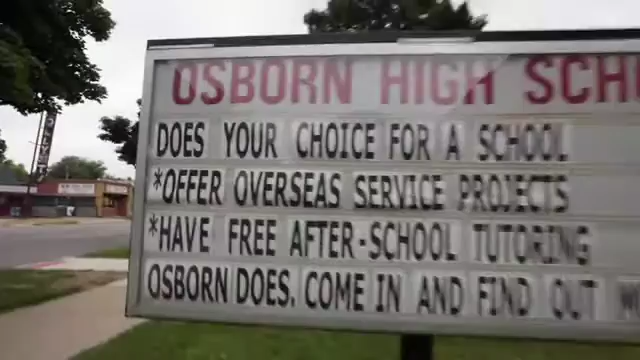 OSBORN HIGH SCH
DOES YOUR CHOICE FOR A SCHOOL
*OFFER OVERSEAS SERVICE PROJECTS
*HAVE FREE AFTER-SCHOOL TUTORING
OSBORN DOES. COME IN AND FIND OUT